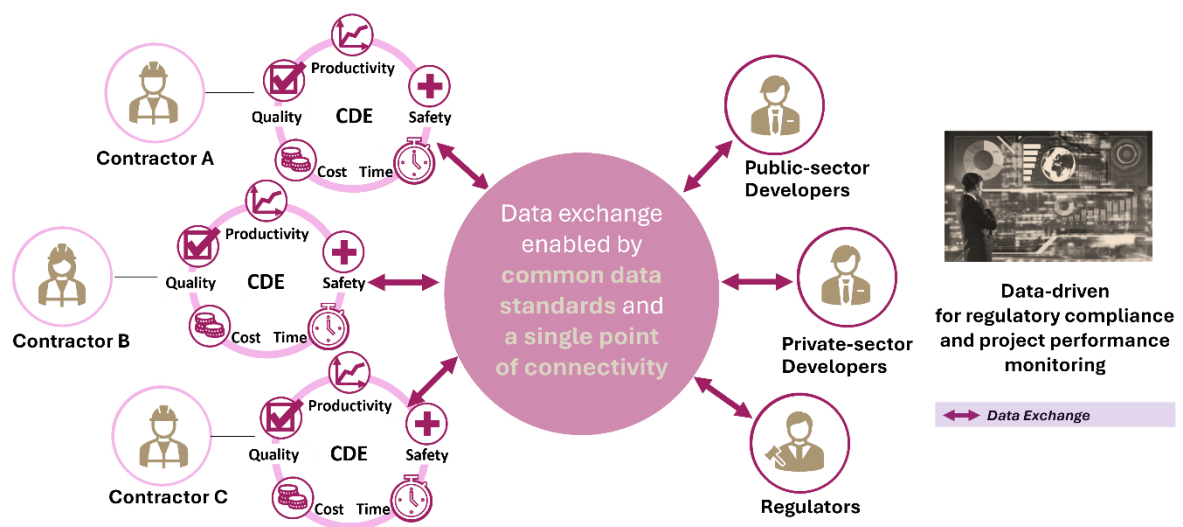 Productivity
Quality
CDE
Safety
Cost
Time
Contractor A
Productivity
Quality
CDE
Safety
Cost
Time
Contractor B
Productivity
Quality
CDE
Safety
Cost
Time
Contractor C
Data exchange
enabled by
common data
standards and
a single point
of connectivity
Public-sector
Developers
Private-sector
Developers
Regulators
Data-driven
for regulatory compliance
and project performance
monitoring
Data Exchange